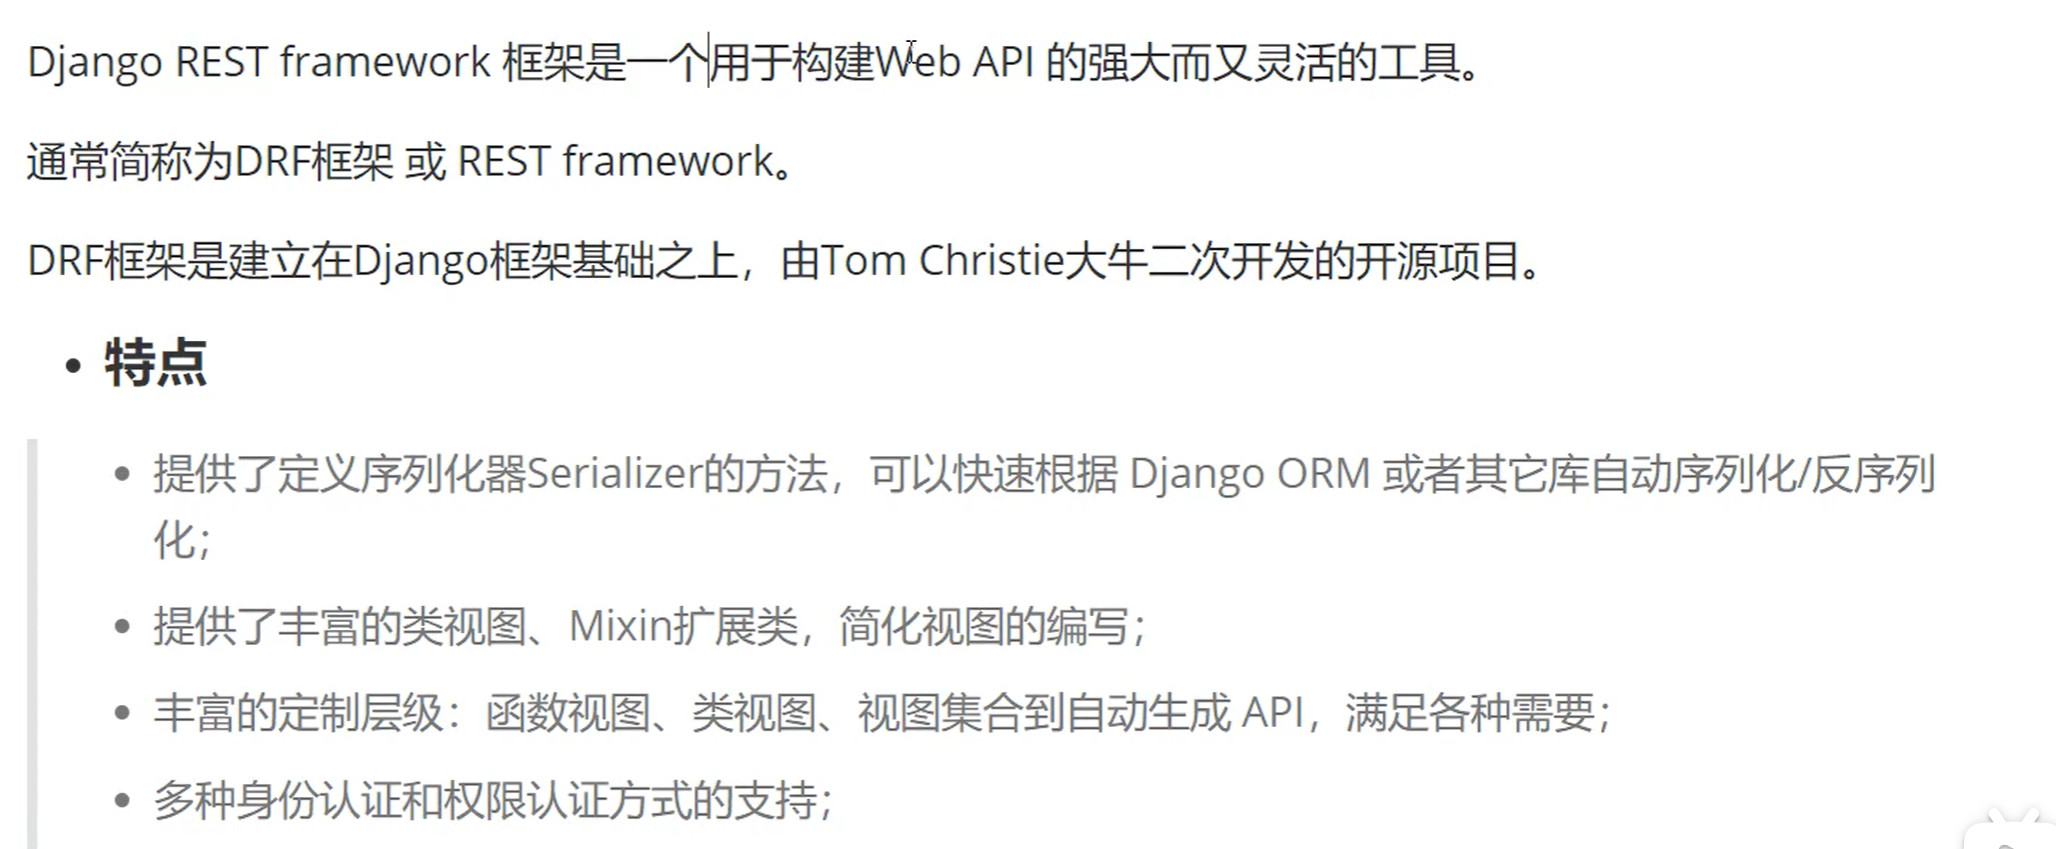 Django REST framework 框架是一个用于构建Web API 的强大而又灵活的工具。
通常简称为DRF框架 或 REST framework。
DRF框架是建立在Django框架基础之上，由Tom Christie大牛二次开发的开源项目。
• 特点
• 提供了定义序列化器Serializer的方法，可以快速根据 Django ORM 或者其它库自动序列化/反序列
化；
• 提供了丰富的类视图、Mixin扩展类，简化视图的编写；
• 丰富的定制层级：函数视图、类视图、视图集合到自动生成 API，满足各种需要；
• 多种身份认证和权限认证方式的支持；